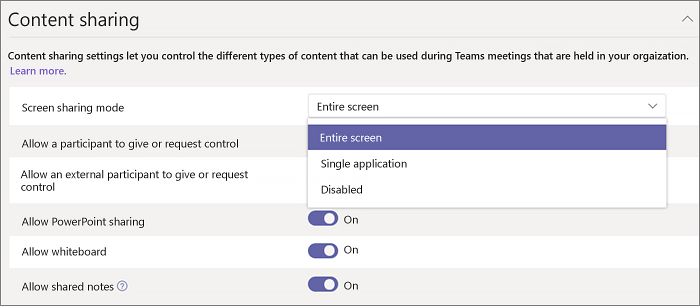 Content sharing
Content sharing settings let you control the different types of content that can be used during Teams meetings that are held in your orgaization.
Learn more.
Screen sharing mode
Entire screen
Entire screen
Single application
Disabled
Allow a participant to give or request control
Allow an external participant to give or request
control
Allow PowerPoint sharing
On
Allow whiteboard
On
Allow shared notes ?
On